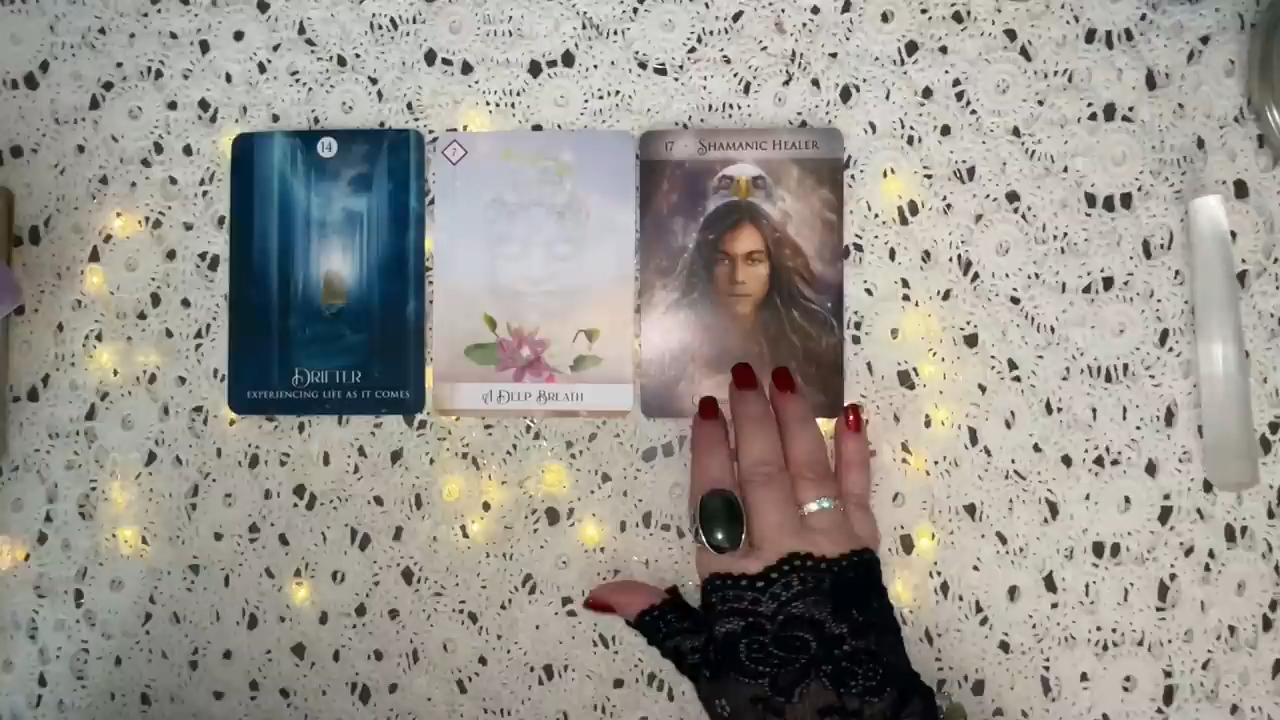 14
DRIFTER
EXPERIENCING LIFE AS IT COMES
7
A DEEP BREATH
17 · SHAMANIC HEALER